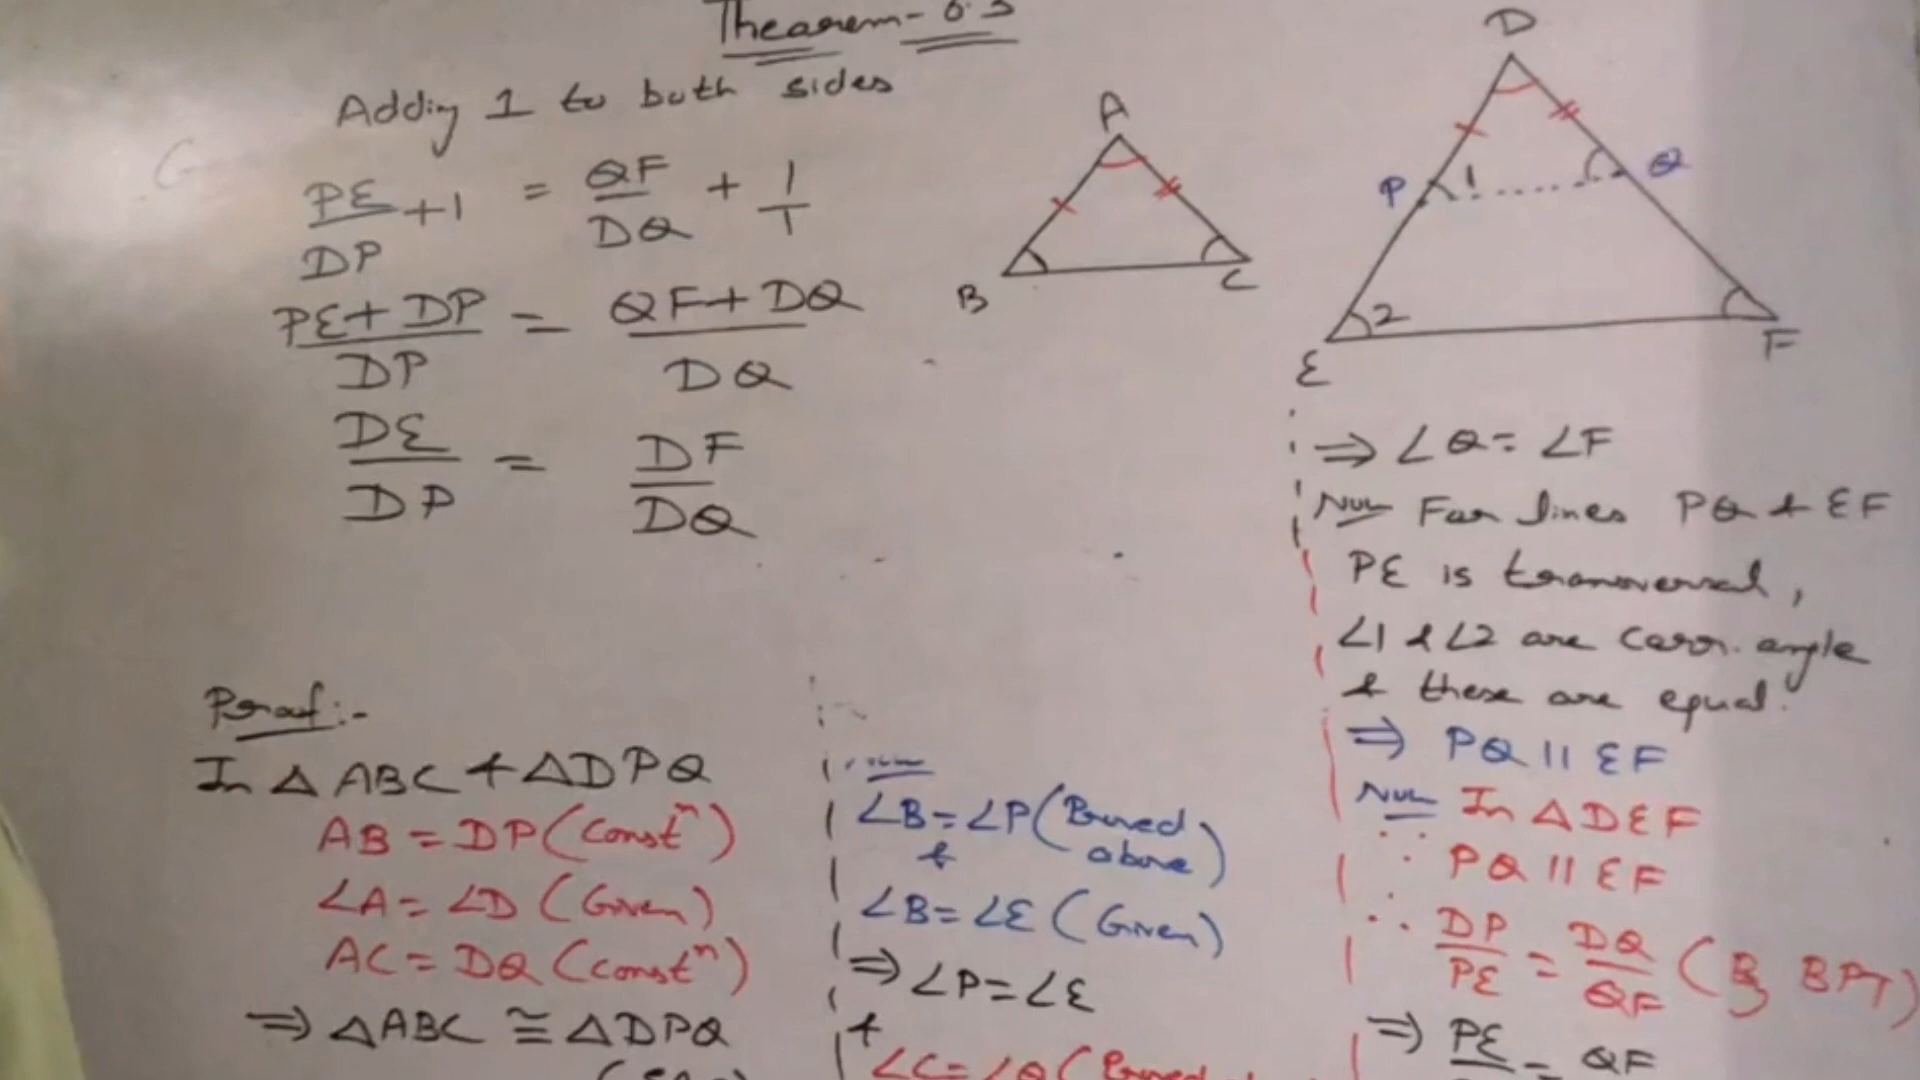 Theorem - 6.3
Adding 1 to both sides
PE/DP + 1 = QF/DQ + 1/1
PE + DP/DP = QF + DQ/DQ
DE/DP = DF/DQ
A
B
C
D
P
1
Q
2
E
F
Proof:-
In △ABC & △DPQ
AB = DP (Constⁿ)
∠A = ∠D (Given)
AC = DQ (Constⁿ)
⇒ △ABC ≅ △DPQ
∠B = ∠P (Proved above)
&
∠B = ∠E (Given)
⇒ ∠P = ∠E
&
∠C = ∠Q (Proved
⇒ ∠Q = ∠F
Now For lines PQ & EF
PE is transversal,
∠1 & ∠2 are corr. angle
& these are equal.
⇒ PQ || EF
Now In △DEF
∵ PQ || EF
∴ DP/PE = DQ/QF (By BPT)
⇒ PE = QF